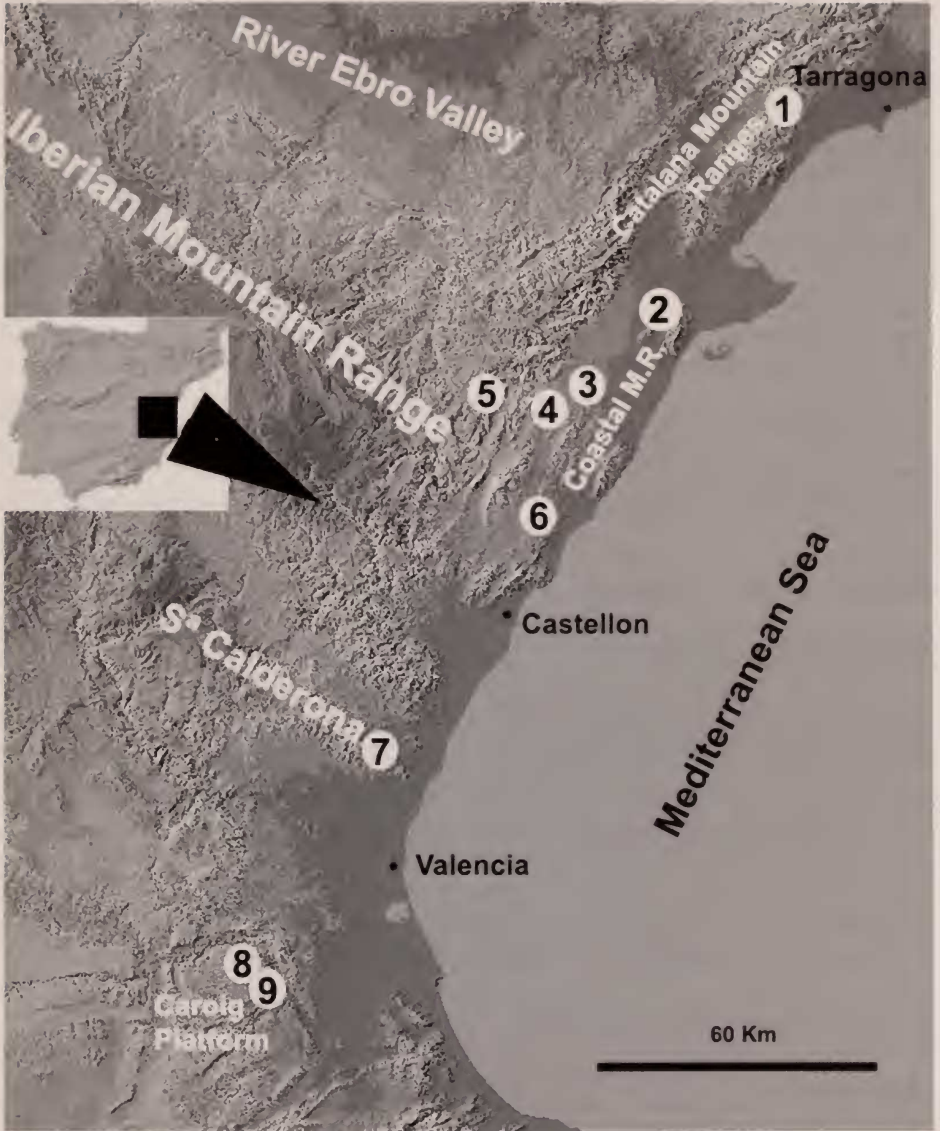 River Ebro Valley
Tarragona
Catalana Mountain
Ranges
1
Iberian Mountain Range
2
Coastal M.R.
3
4
5
6
Castellon
Mediterranean Sea
Sª Calderona
7
Valencia
8
9
Caroig
Platform
60 Km